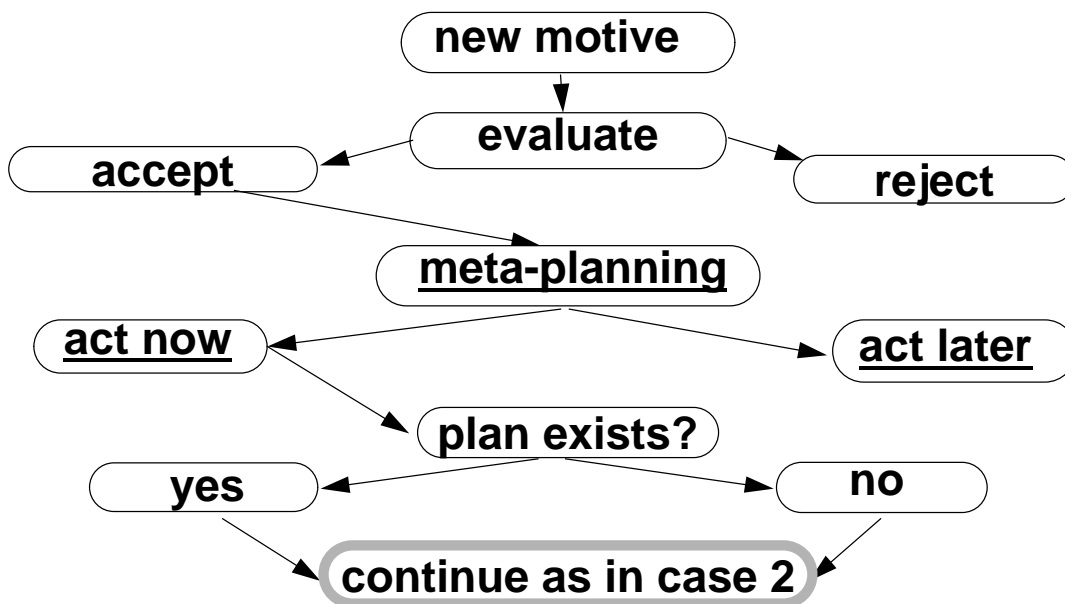 new motive
evaluate
accept
reject
meta-planning
act now
act later
plan exists?
yes
no
continue as in case 2